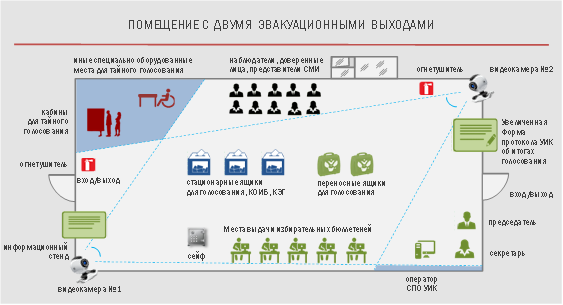 ПОМЕЩЕНИЕ С ДВУМЯ ЭВАКУАЦИОННЫМИ ВЫХОДАМИ
иные специально оборудованные
места для тайного голосования
наблюдатели, доверенные
лица, представители СМИ
огнетушитель
видеокамера №2
кабины
для тайного
голосования
Увеличенная
форма
протокола УИК
об итогах
голосования
огнетушитель
вход/выход
стационарные ящики
для голосования, КОИБ, КЭГ
переносные ящики
для голосования
вход/выход
председатель
информационный
стенд
сейф
Места выдачи избирательных бюллетеней
секретарь
видеокамера №1
оператор
СПО УИК